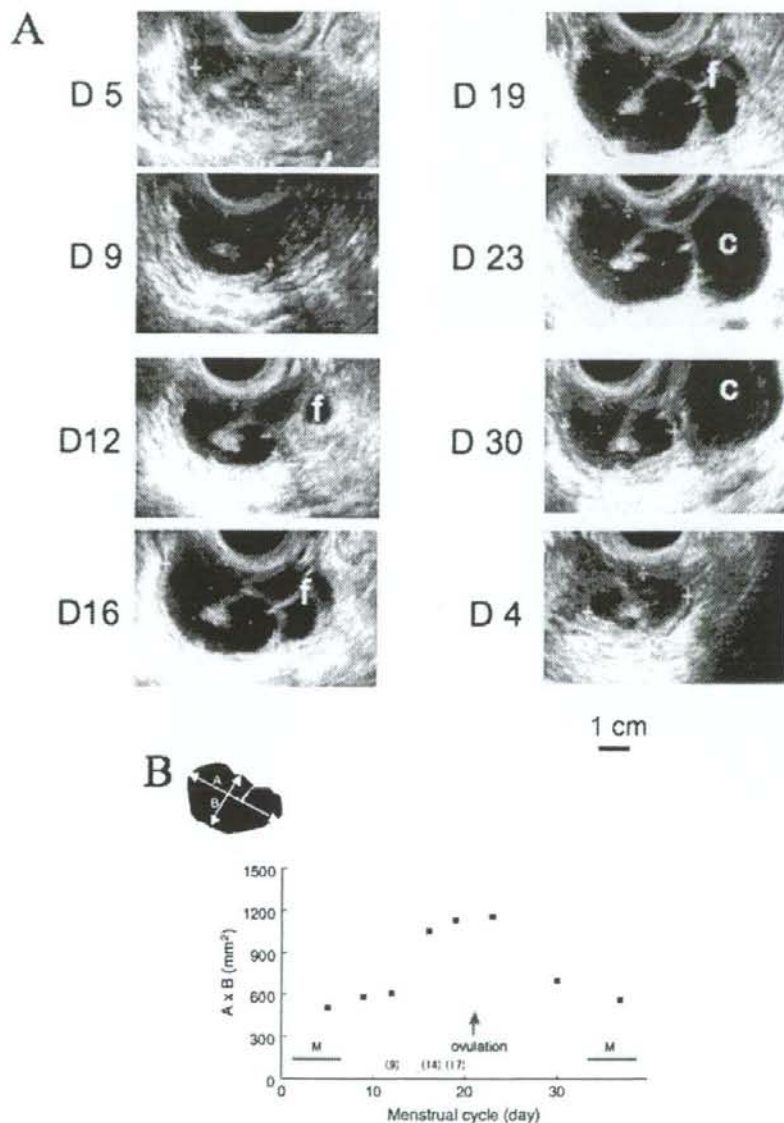 A
D 5
D 9
D12
f
D16
f
D 19
f
D 23
c
D 30
c
D 4
1 cm
B
A
B
1500
1200
900
600
300
0
A x B (mm²)
M
ovulation
M
(9) (14) (17)
0 10 20 30
Menstrual cycle (day)